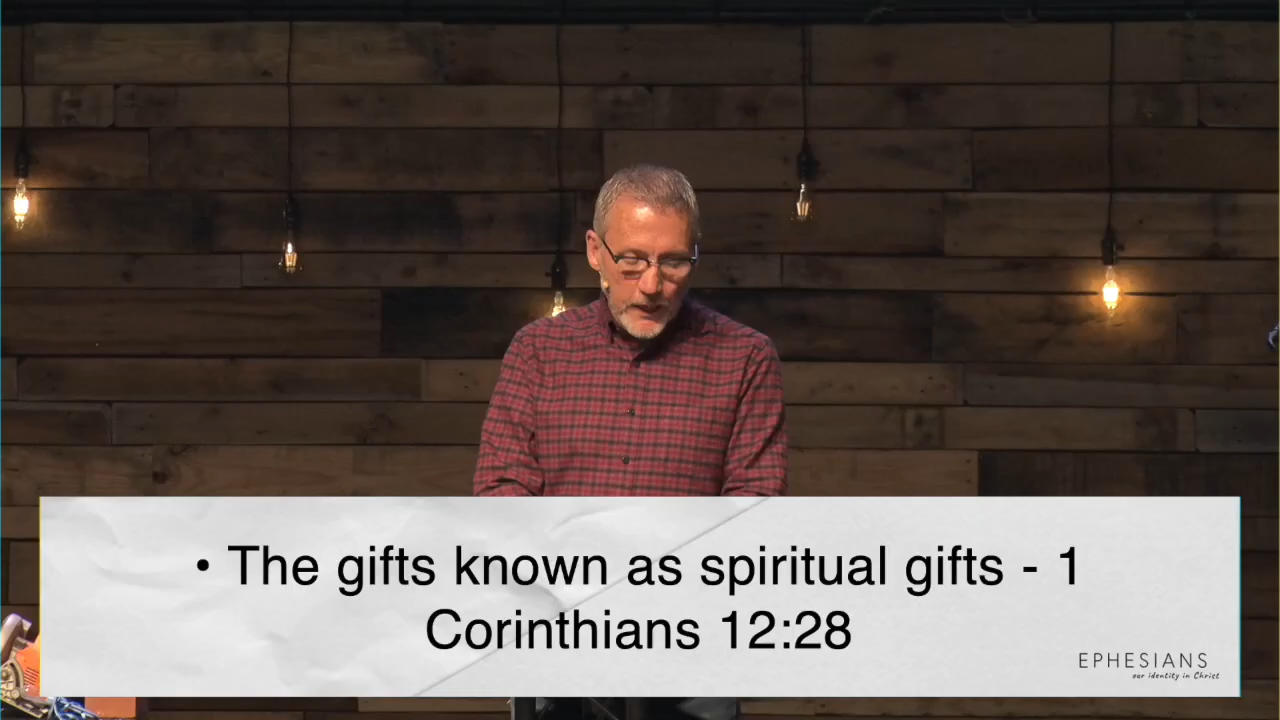 • The gifts known as spiritual gifts - 1
Corinthians 12:28
EPHESIANS
our identity in Christ